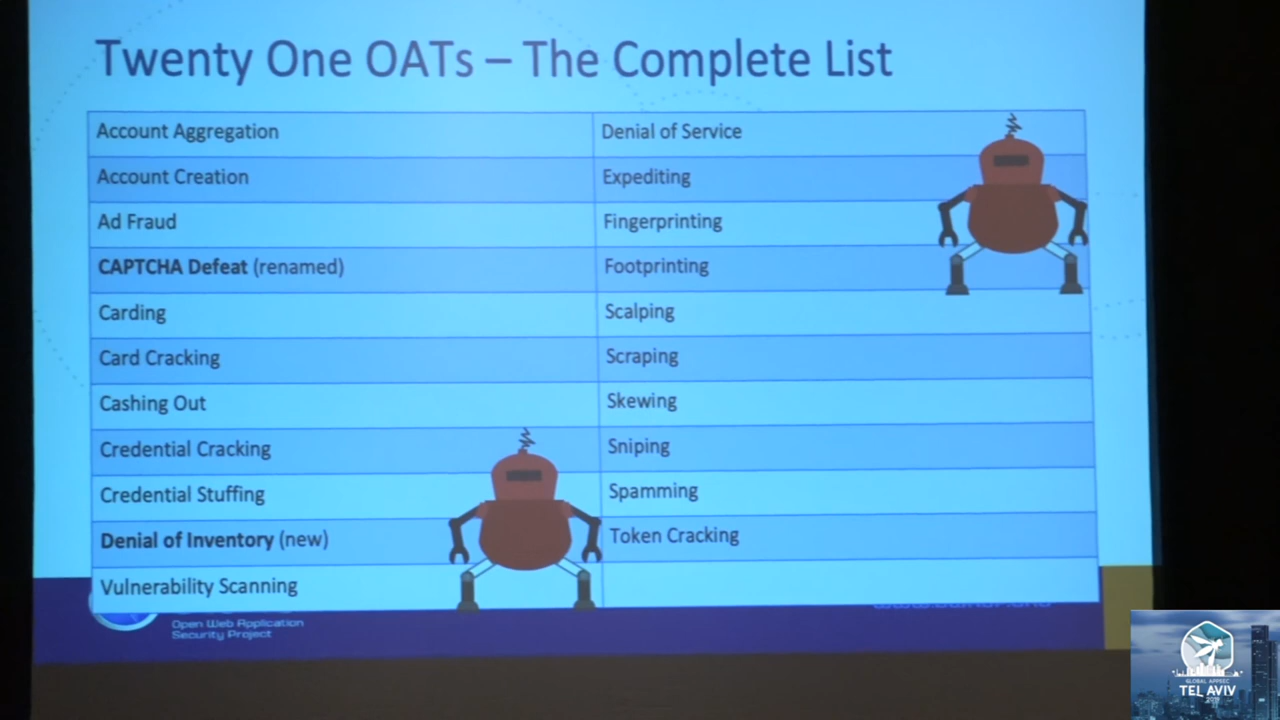 Twenty One OATs – The Complete List
Account Aggregation
Denial of Service
Account Creation
Expediting
Ad Fraud
Fingerprinting
CAPTCHA Defeat (renamed)
Footprinting
Carding
Scalping
Card Cracking
Scraping
Cashing Out
Skewing
Credential Cracking
Sniping
Credential Stuffing
Spamming
Denial of Inventory (new)
Token Cracking
Vulnerability Scanning
Open Web Application
Security Project
GLOBAL APPSEC
TEL AVIV